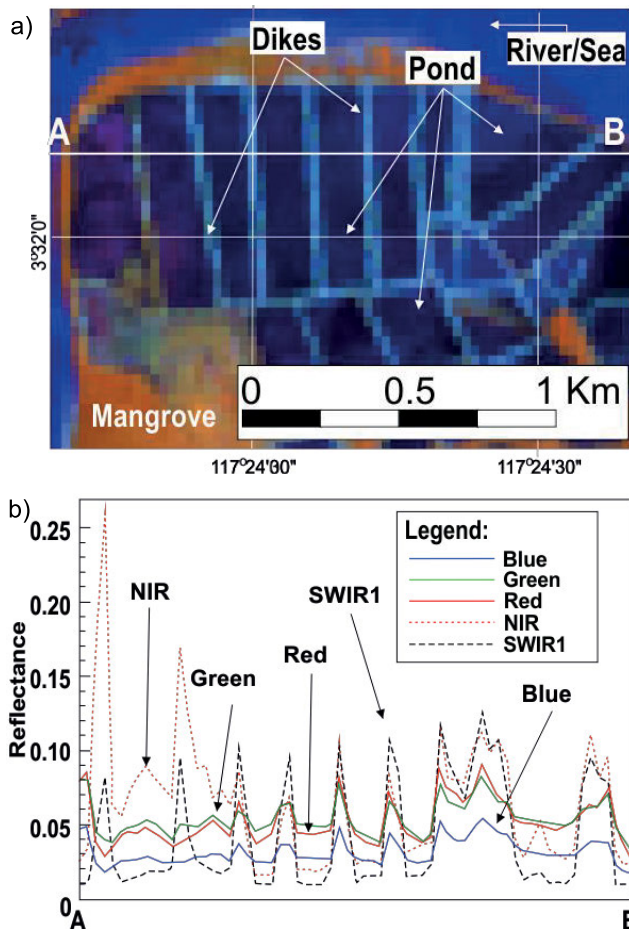 a)
Dikes
River/Sea
Pond
A
B
3°32'0"
0 0.5 1 Km
Mangrove
117°24'00"
117°24'30"
b)
0.25
0.20
0.15
0.10
0.05
0
Reflectance
NIR
Green
Red
SWIR1
Blue
Legend:
Blue
Green
Red
NIR
SWIR1
A
B